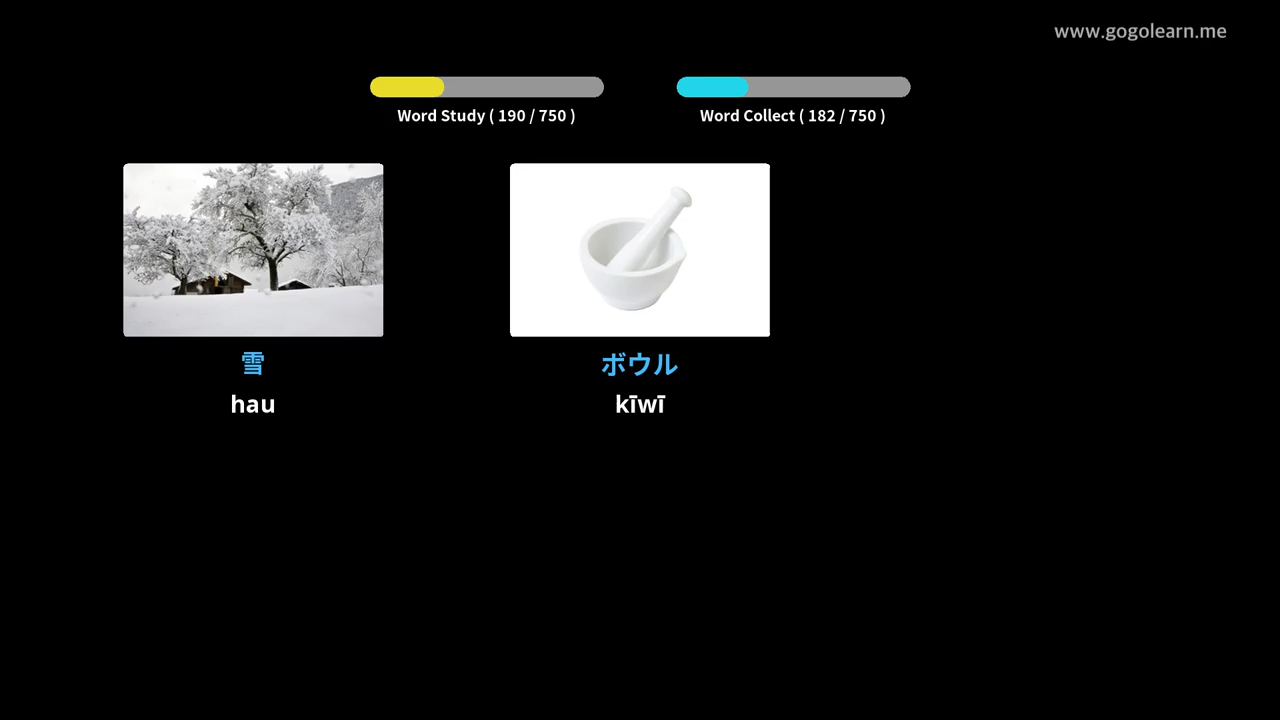 www.gogolearn.me
Word Study ( 190 / 750 )
Word Collect ( 182 / 750 )
雪
hau
ボウル
kīwī